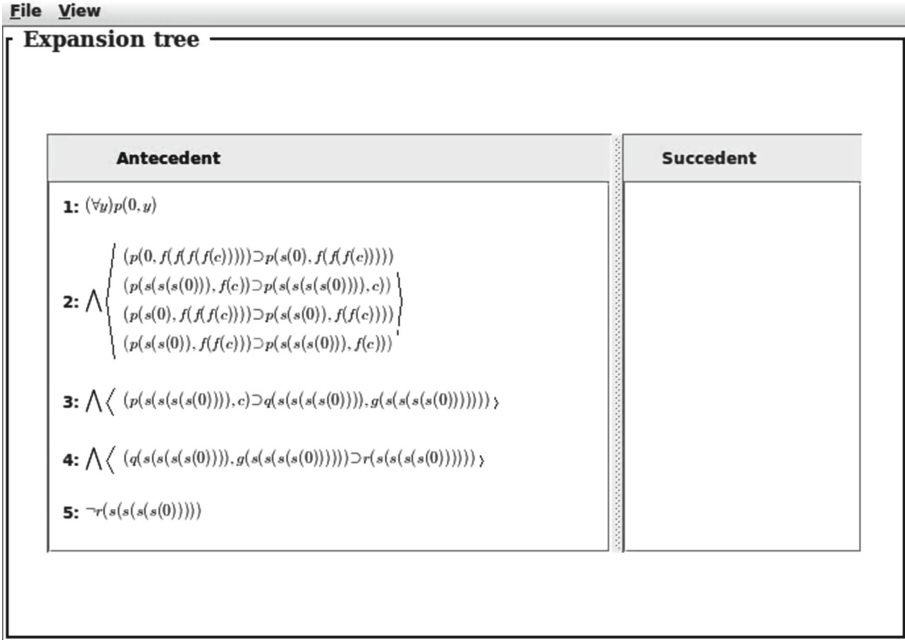 File View
Expansion tree
Antecedent Succedent
1: (∀y)p(0, y)
2: ⋀⟨ (p(0, f(f(f(f(c)))))⊃p(s(0), f(f(f(c)))))
(p(s(s(s(0))), f(c))⊃p(s(s(s(s(0)))), c))
(p(s(0), f(f(f(c))))⊃p(s(s(0)), f(f(c))))
(p(s(s(0)), f(f(c)))⊃p(s(s(s(0))), f(c))) ⟩
3: ⋀⟨ (p(s(s(s(s(0)))), c)⊃q(s(s(s(s(0)))), g(s(s(s(s(0))))))) ⟩
4: ⋀⟨ (q(s(s(s(s(0)))), g(s(s(s(s(0))))))⊃r(s(s(s(s(0)))))) ⟩
5: ¬r(s(s(s(s(0)))))